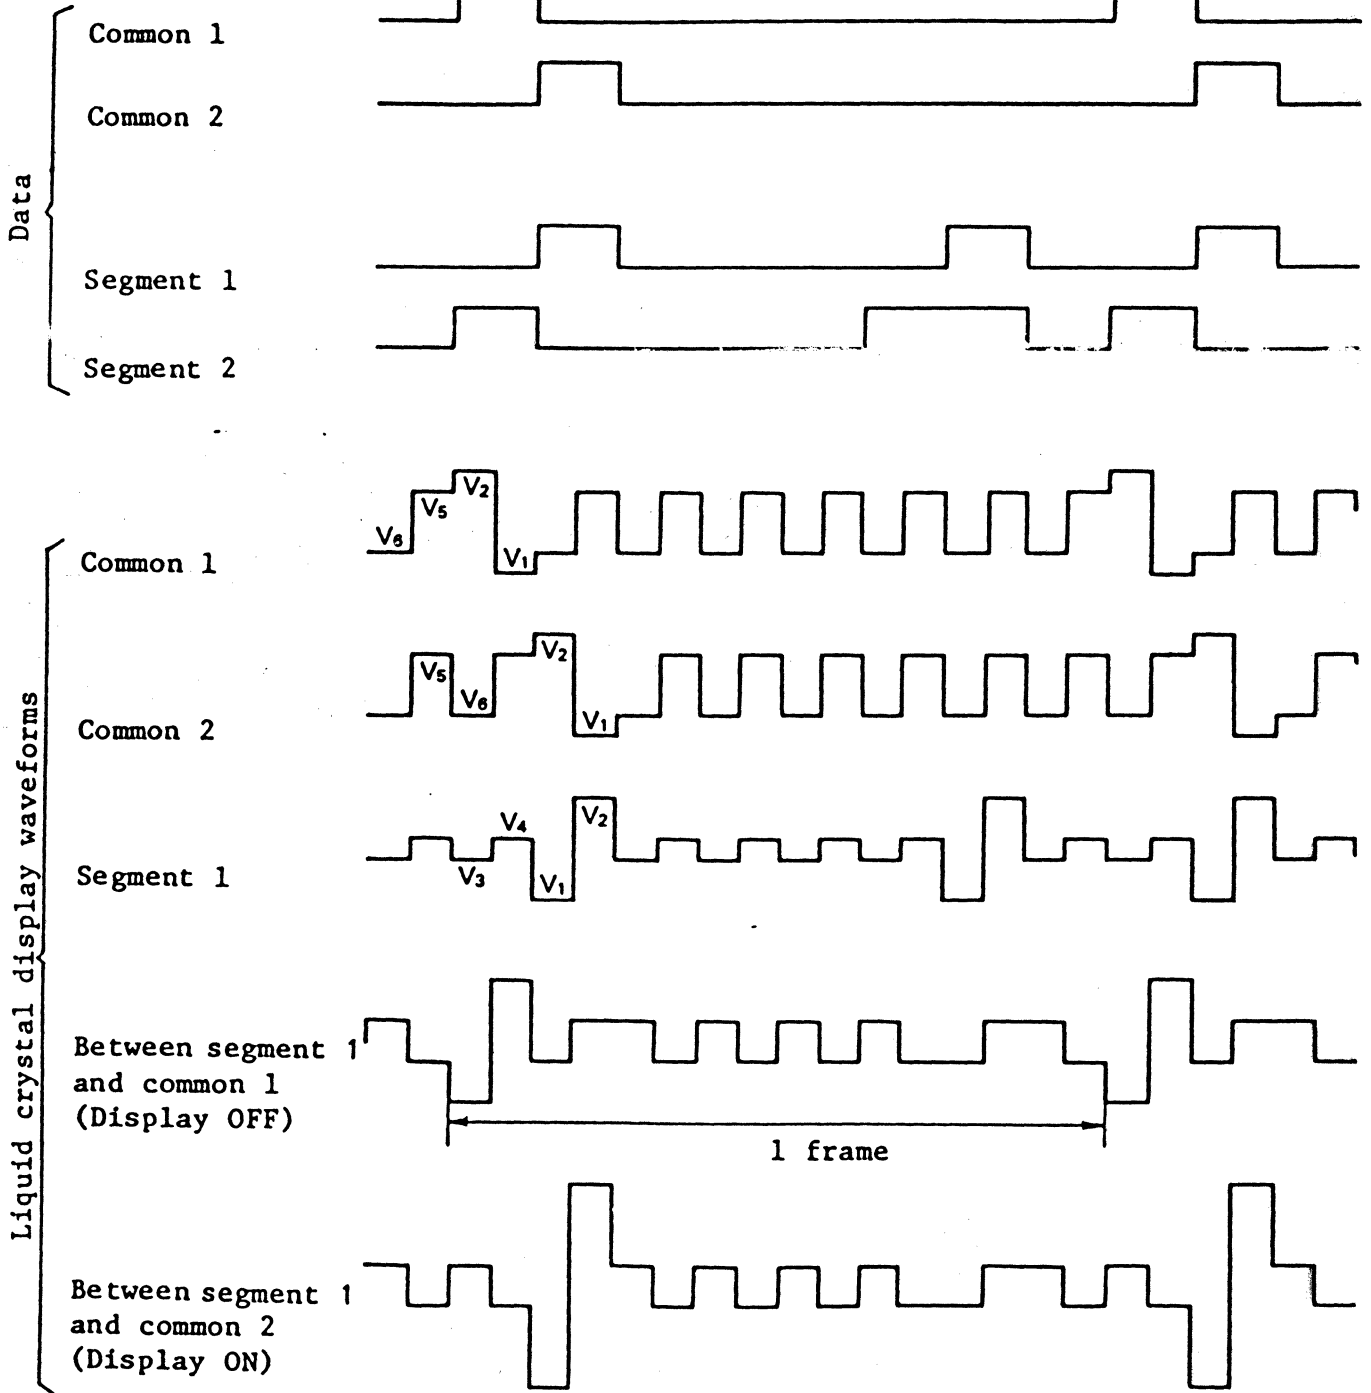 Data
Common 1
Common 2
Segment 1
Segment 2
Liquid crystal display waveforms
Common 1
V6
V5
V2
V1
Common 2
V5
V6
V2
V1
Segment 1
V3
V4
V1
V2
Between segment 1
and common 1
(Display OFF)
1 frame
Between segment 1
and common 2
(Display ON)